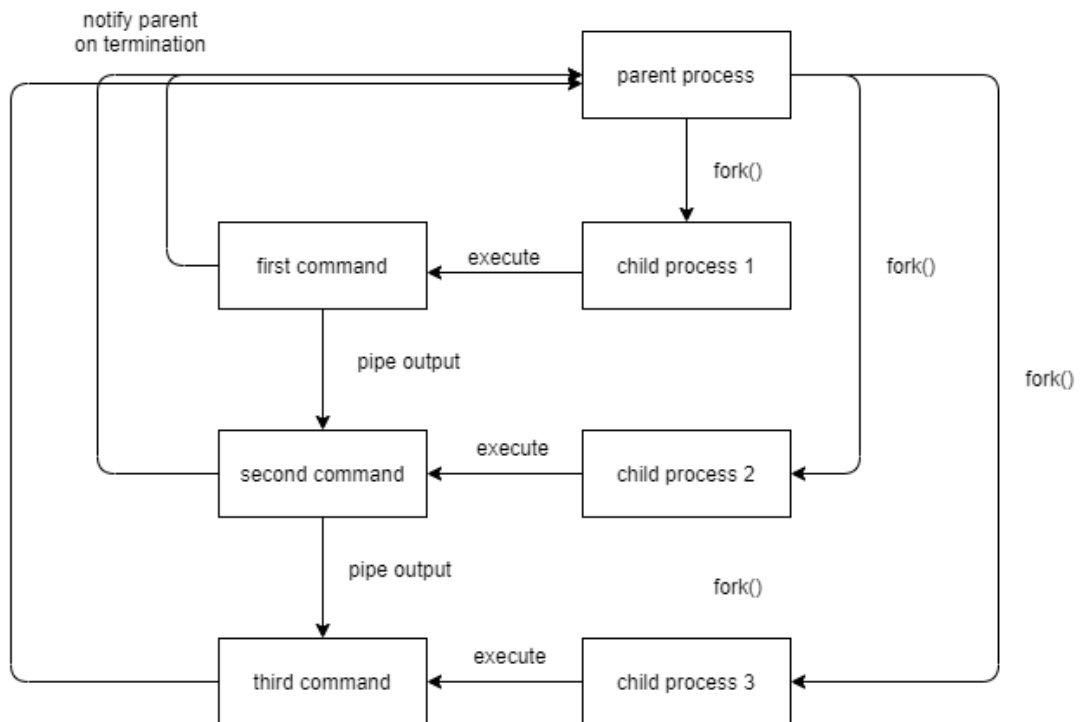 notify parent
on termination
parent process
fork()
first command
execute
child process 1
fork()
pipe output
fork()
second command
execute
child process 2
pipe output
fork()
third command
execute
child process 3